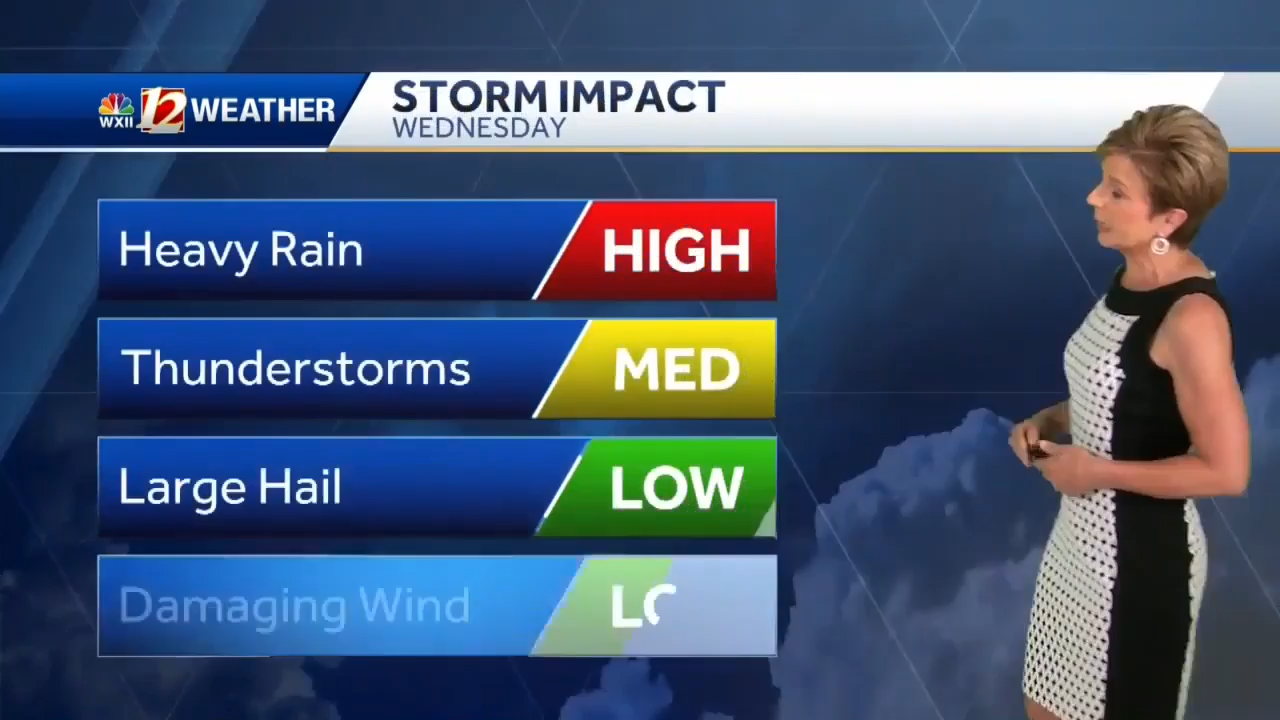 WXII 12 WEATHER
STORM IMPACT
WEDNESDAY
Heavy Rain HIGH
Thunderstorms MED
Large Hail LOW
Damaging Wind